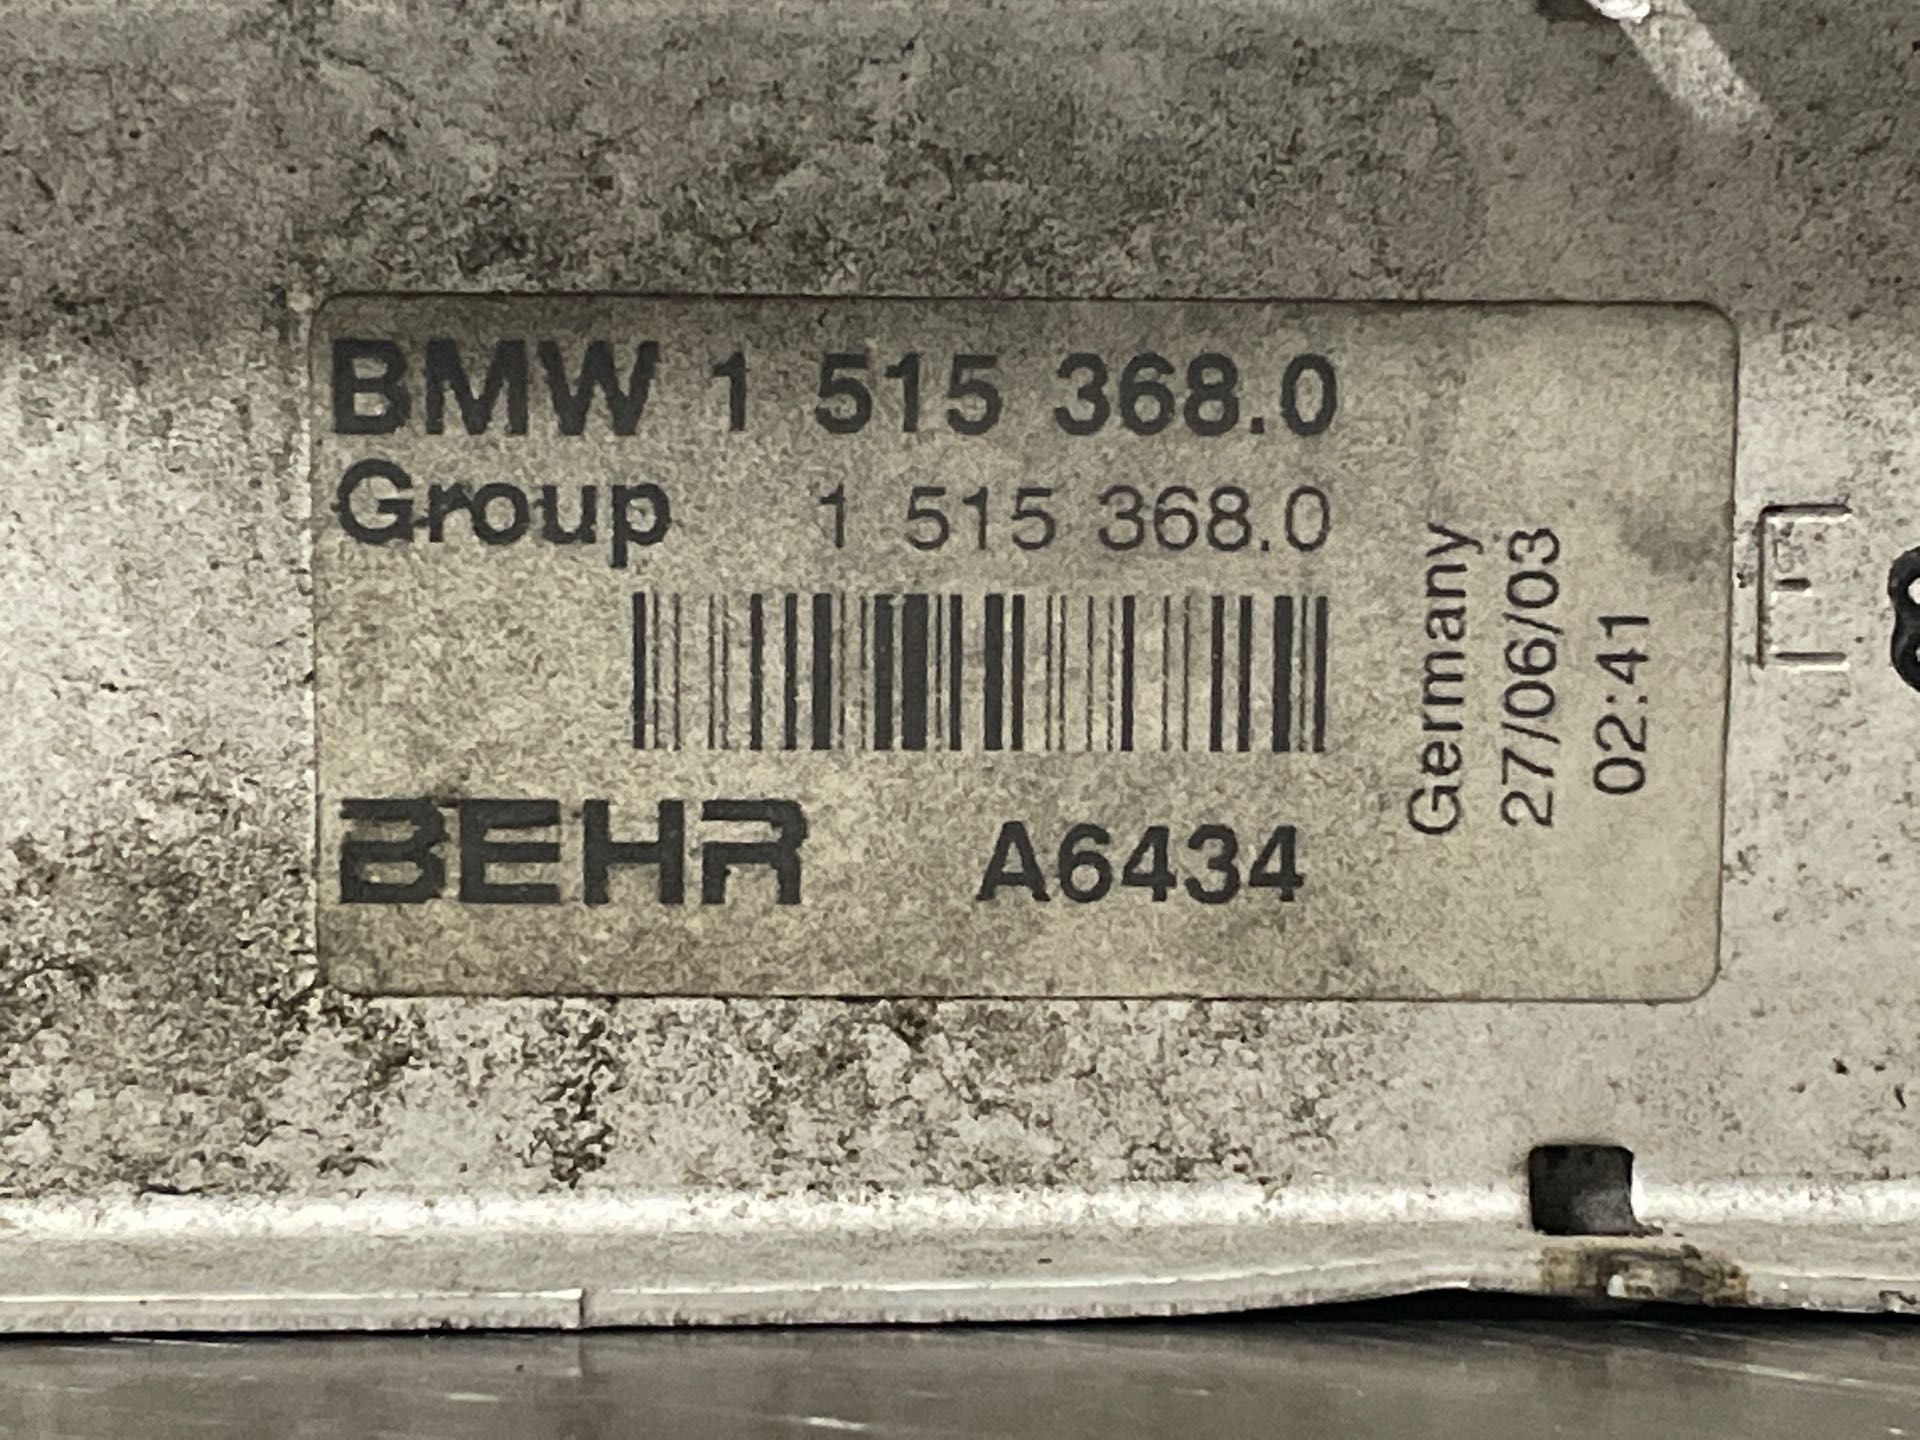 BMW 1 515 368.0
Group 1 515 368.0
BEHR A6434
Germany
27/06/03
02:41
E